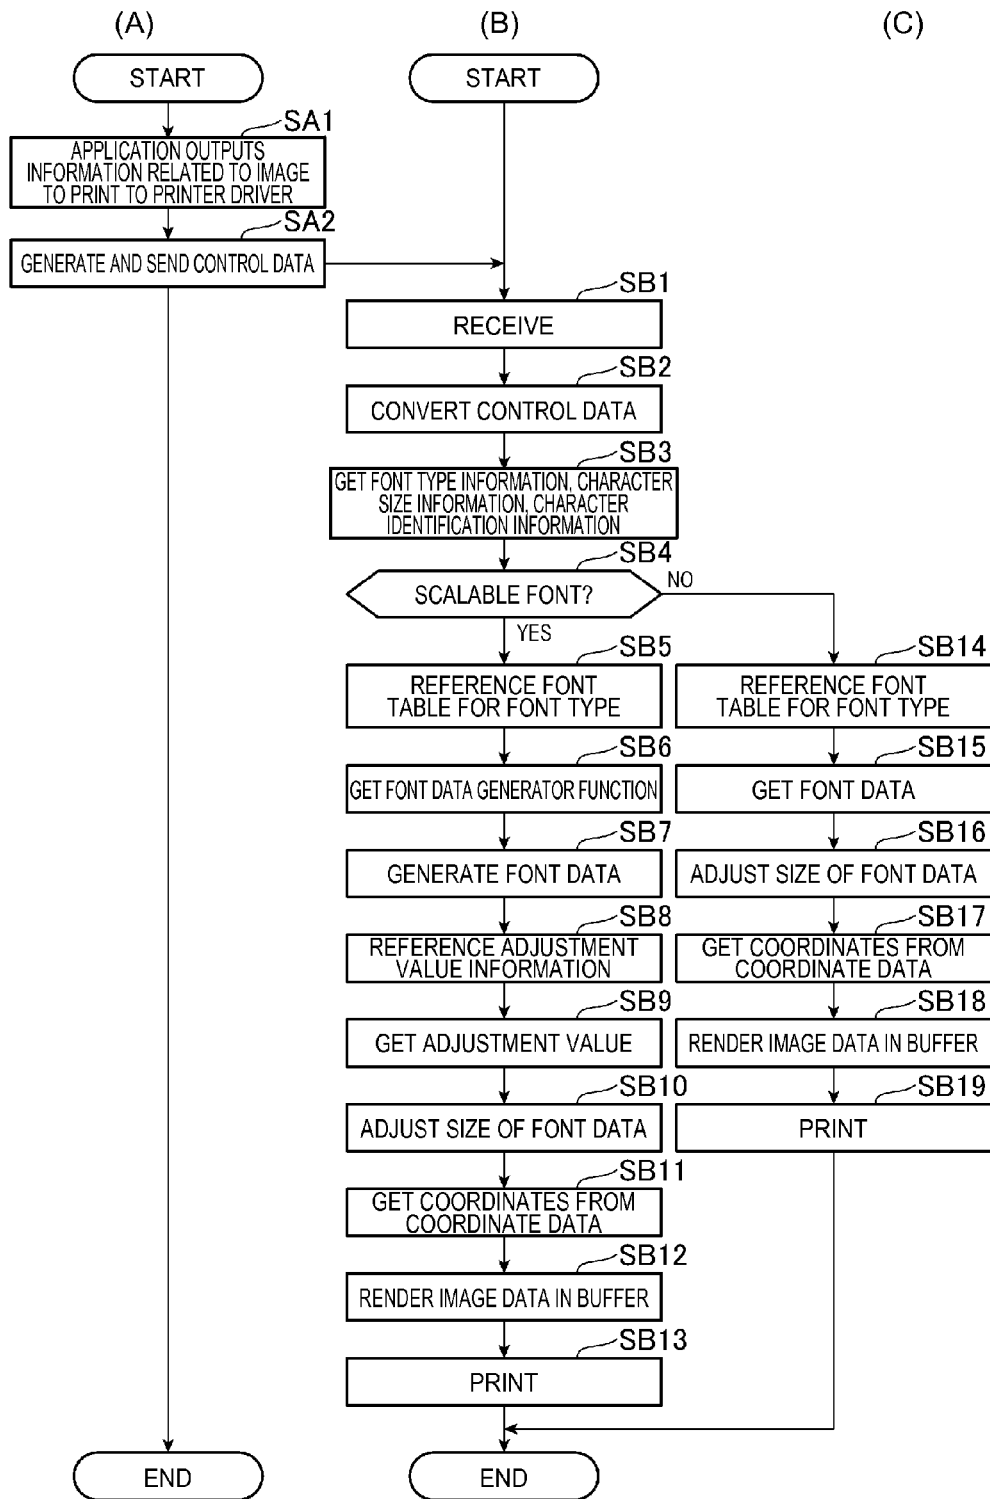 (A)
(B)
(C)
START
START
SA1
APPLICATION OUTPUTS
INFORMATION RELATED TO IMAGE
TO PRINT TO PRINTER DRIVER
SA2
GENERATE AND SEND CONTROL DATA
SB1
RECEIVE
SB2
CONVERT CONTROL DATA
SB3
GET FONT TYPE INFORMATION, CHARACTER
SIZE INFORMATION, CHARACTER
IDENTIFICATION INFORMATION
SB4
SCALABLE FONT?
NO
YES
SB5
REFERENCE FONT
TABLE FOR FONT TYPE
SB6
GET FONT DATA GENERATOR FUNCTION
SB7
GENERATE FONT DATA
SB8
REFERENCE ADJUSTMENT
VALUE INFORMATION
SB9
GET ADJUSTMENT VALUE
SB10
ADJUST SIZE OF FONT DATA
SB11
GET COORDINATES FROM
COORDINATE DATA
SB12
RENDER IMAGE DATA IN BUFFER
SB13
PRINT
SB14
REFERENCE FONT
TABLE FOR FONT TYPE
SB15
GET FONT DATA
SB16
ADJUST SIZE OF FONT DATA
SB17
GET COORDINATES FROM
COORDINATE DATA
SB18
RENDER IMAGE DATA IN BUFFER
SB19
PRINT
END
END